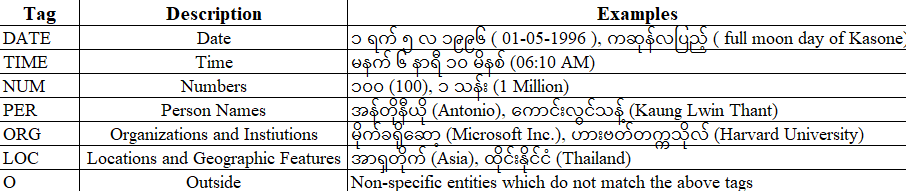 Tag Description Examples
DATE Date ၁ ရက် ၅ လ ၁၉၉၆ ( 01-05-1996 ), ကဆုန်လပြည့် ( full moon day of Kasone)
TIME Time မနက် ၆ နာရီ ၁၀ မိနစ် (06:10 AM)
NUM Numbers ၁၀၀ (100), ၁ သန်း (1 Million)
PER Person Names အန်တိုနီယို (Antonio), ကောင်းလွင်သန့် (Kaung Lwin Thant)
ORG Organizations and Instiutions မိုက်ခရိုဆော့ (Microsoft Inc.), ဟားဗတ်တက္ကသိုလ် (Harvard University)
LOC Locations and Geographic Features အာရှတိုက် (Asia), ထိုင်းနိုင်ငံ (Thailand)
O Outside Non-specific entities which do not match the above tags